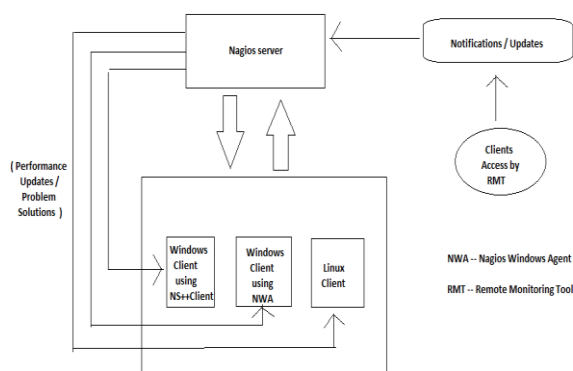 Nagios server
Notifications / Updates
Clients
Access by
RMT
( Performance
Updates /
Problem
Solutions )
Windows
Client
using
NS++Client
Windows
Client
using
NWA
Linux
Client
NWA -- Nagios Windows Agent
RMT -- Remote Monitoring Tool